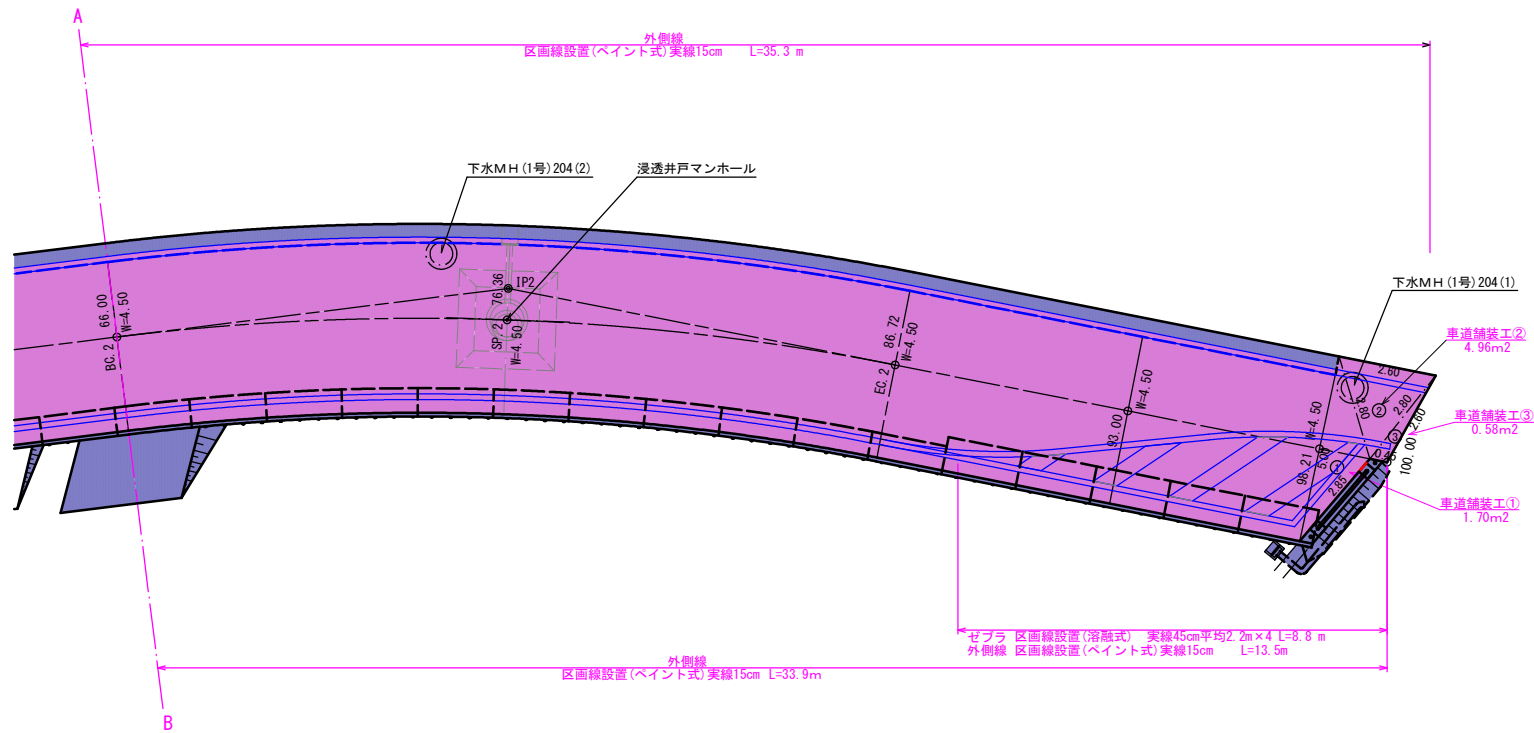 A
外側線
区画線設置(ペイント式)実線15cm L=35.3 m
下水MH(1号)204(2)
浸透井戸マンホール
下水MH(1号)204(1)
車道舗装工②
4.96m2
車道舗装工③
0.58m2
車道舗装工①
1.70m2
BC.2 66.00
W=4.50
IP2
SP.2 76.36
W=4.50
EC.2 86.72
W=4.50
93.00
W=4.50
98.21
W=4.50
5.00
2.60
2.80
2.60
100.00
2.85
①
②
③
ゼブラ 区画線設置(溶融式) 実線45cm平均2.2m×4 L=8.8 m
外側線 区画線設置(ペイント式)実線15cm L=13.5m
外側線
区画線設置(ペイント式)実線15cm L=33.9m
B